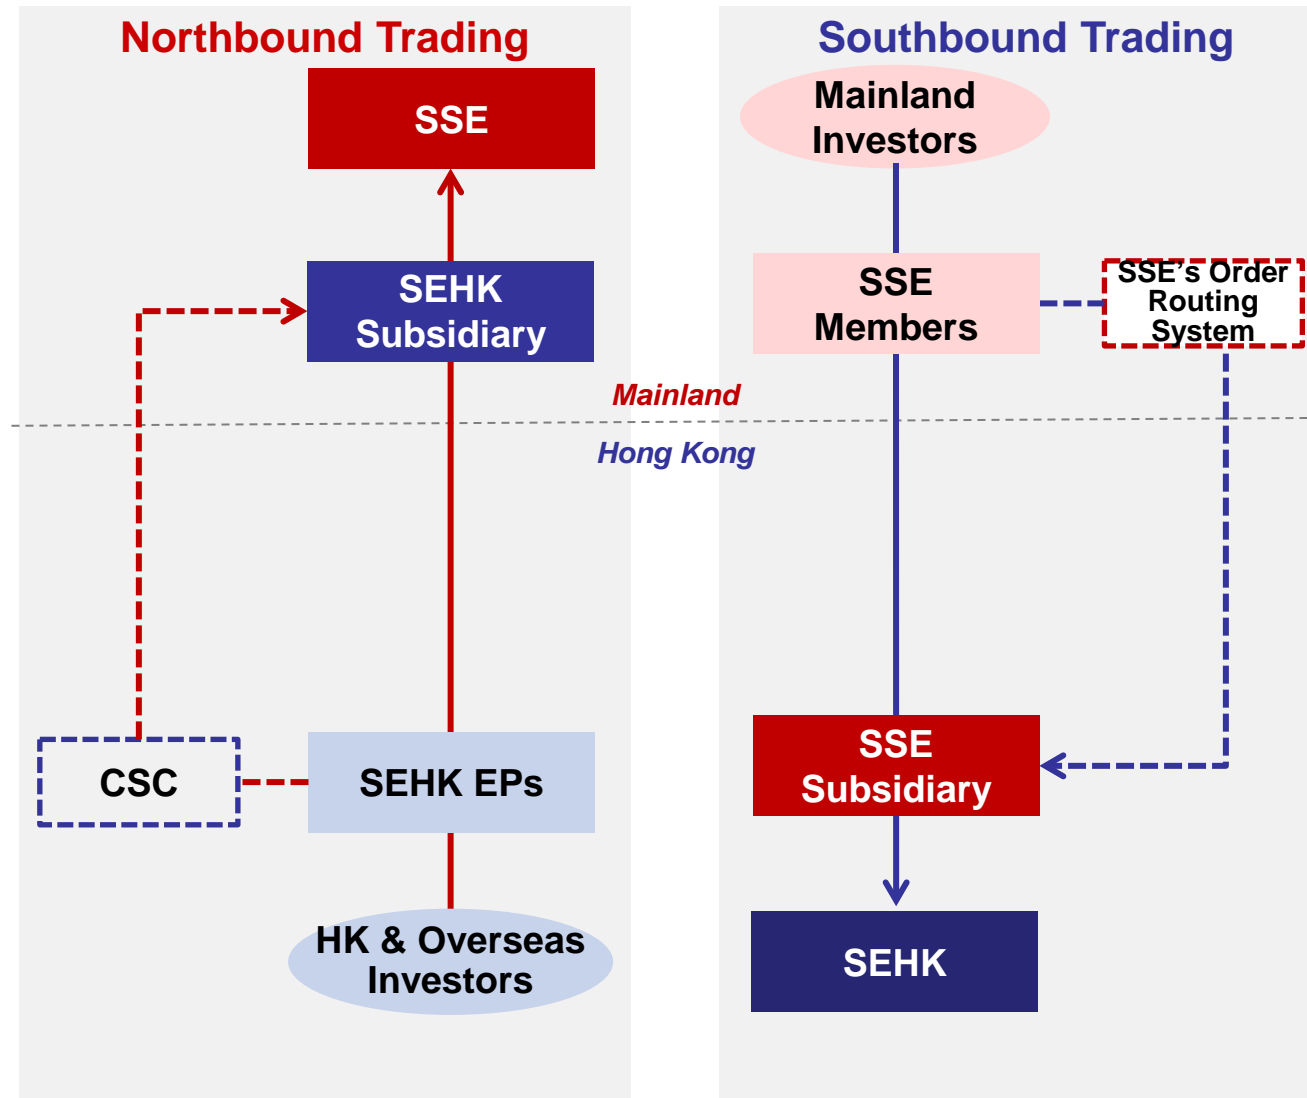 Northbound Trading
SSE
SEHK
Subsidiary
CSC
SEHK EPs
HK & Overseas
Investors
Mainland
Hong Kong
Southbound Trading
Mainland
Investors
SSE
Members
SSE’s Order
Routing
System
SSE
Subsidiary
SEHK